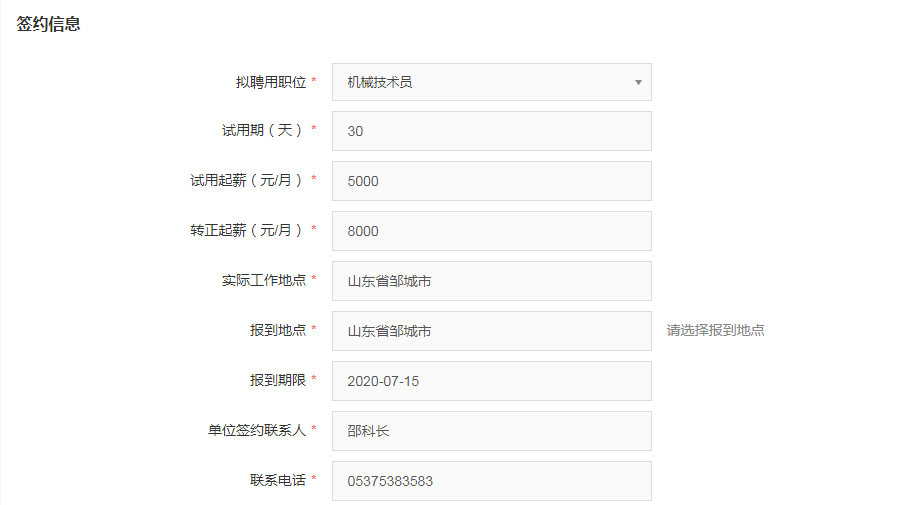 签约信息
拟聘用职位 * 机械技术员
试用期（天） * 30
试用起薪（元/月） * 5000
转正起薪（元/月） * 8000
实际工作地点 * 山东省邹城市
报到地点 * 山东省邹城市 请选择报到地点
报到期限 * 2020-07-15
单位签约联系人 * 邵科长
联系电话 * 05375383583